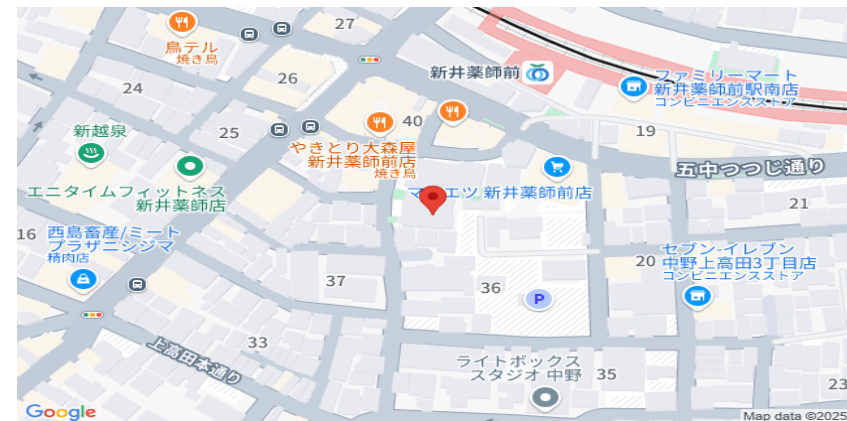 27
鳥テル
焼き鳥
新井薬師前
ファミリーマート
新井薬師前駅南店
コンビニエンスストア
24
26
新越泉
25
40
19
やきとり大森屋
新井薬師前店
焼き鳥
五中つつじ通り
エニタイムフィットネス
新井薬師店
マ エツ 新井薬師前店
21
16
西島畜産/ミート
プラザニシジマ
精肉店
セブン-イレブン
中野上高田3丁目店
コンビニエンスストア
20
37
36
P
33
上高田本通り
ライトボックス
スタジオ 中野
35
23
Google
Map data ©2025